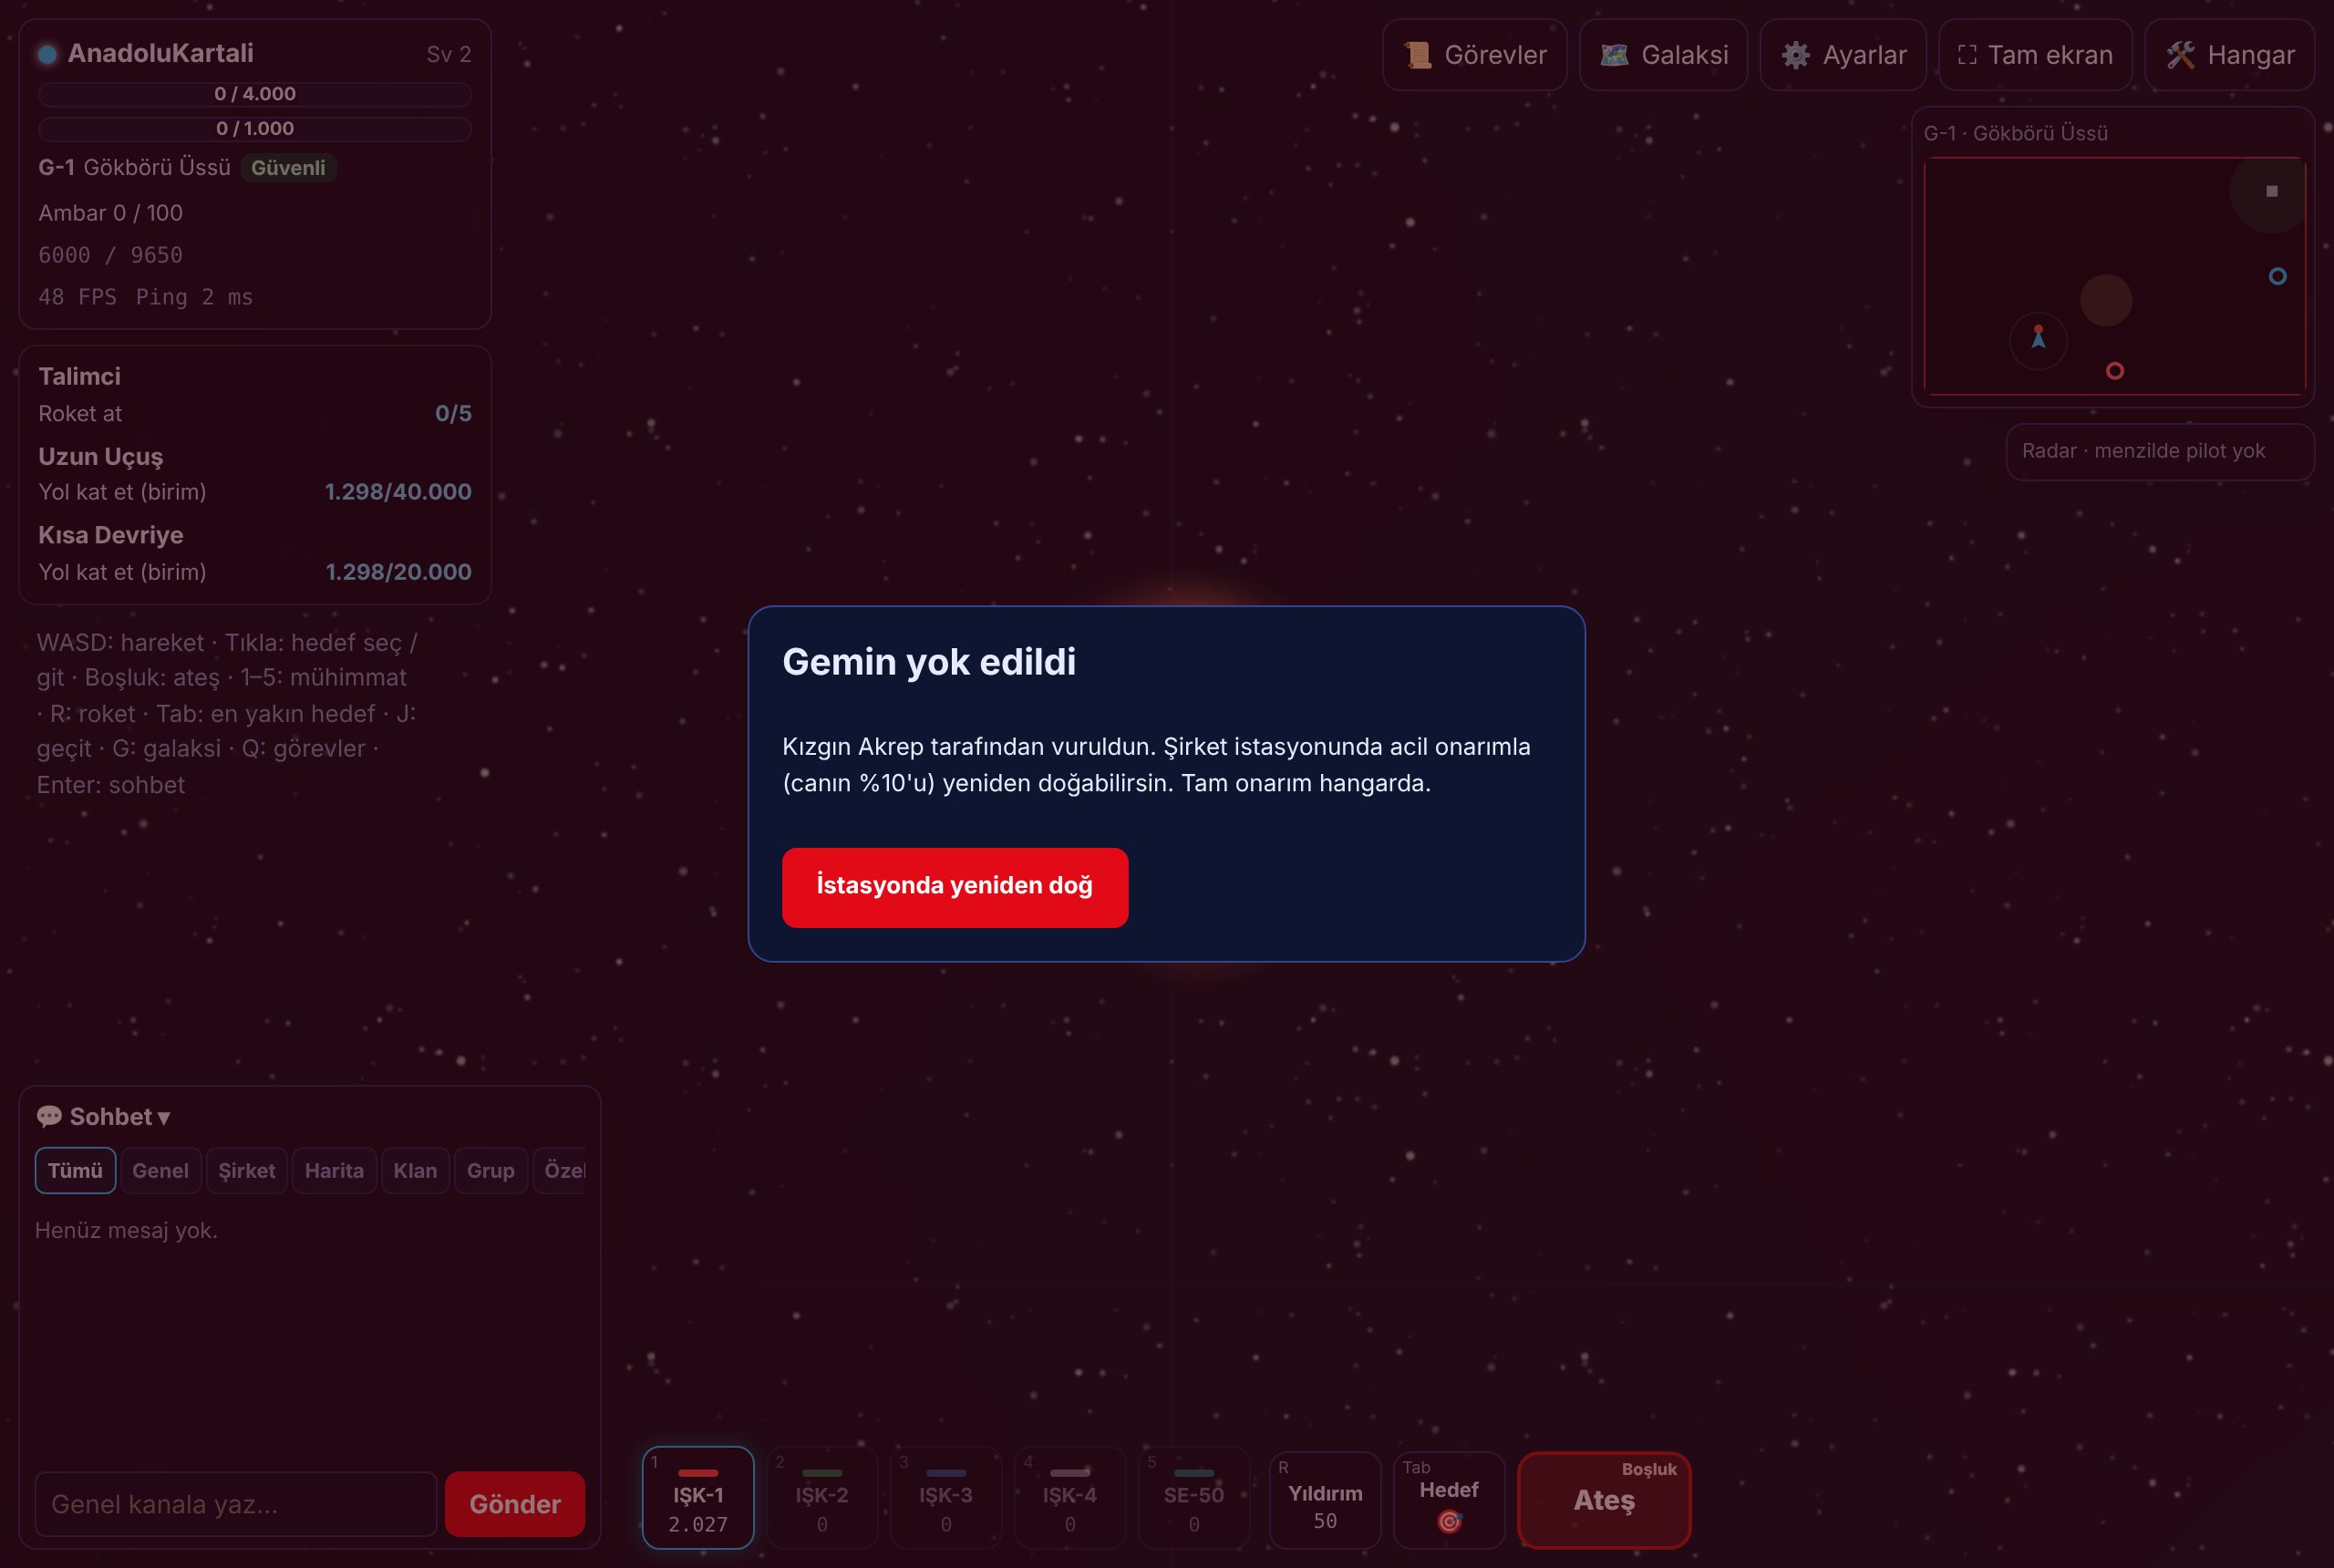 AnadoluKartali Sv 2
0 / 4.000
0 / 1.000
G-1 Gökbörü Üssü Güvenli
Ambar 0 / 100
6000 / 9650
48 FPS Ping 2 ms
Talimci
Roket at 0/5
Uzun Uçuş
Yol kat et (birim) 1.298/40.000
Kısa Devriye
Yol kat et (birim) 1.298/20.000
WASD: hareket · Tıkla: hedef seç /
git · Boşluk: ateş · 1–5: mühimmat
· R: roket · Tab: en yakın hedef · J:
geçit · G: galaksi · Q: görevler ·
Enter: sohbet
Görevler Galaksi Ayarlar Tam ekran Hangar
G-1 · Gökbörü Üssü
Radar · menzilde pilot yok
Gemin yok edildi
Kızgın Akrep tarafından vuruldun. Şirket istasyonunda acil onarımla
(canın %10'u) yeniden doğabilirsin. Tam onarım hangarda.
İstasyonda yeniden doğ
Sohbet ▾
Tümü Genel Şirket Harita Klan Grup Özel
Henüz mesaj yok.
Genel kanala yaz... Gönder
1 IŞK-1 2.027
2 IŞK-2 0
3 IŞK-3 0
4 IŞK-4 0
5 SE-50 0
R Yıldırım 50
Tab Hedef
Boşluk Ateş